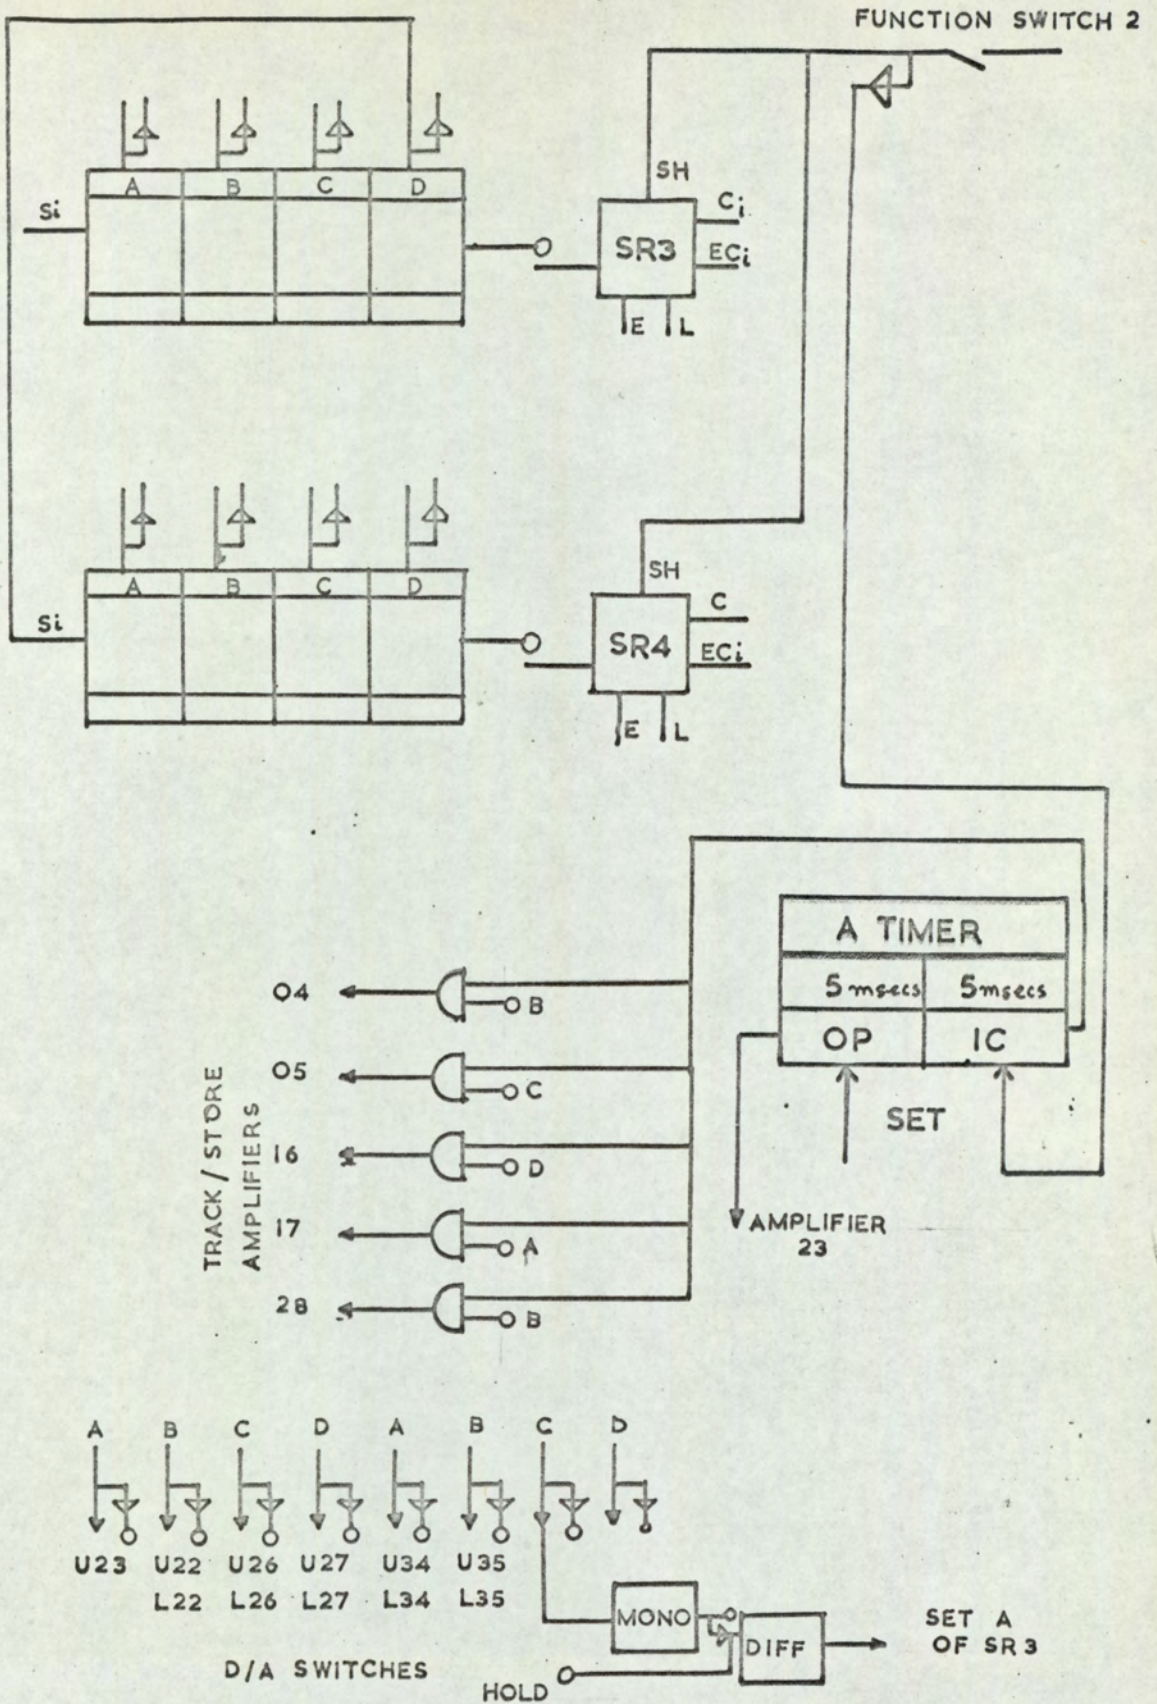 FUNCTION SWITCH 2
SH
A B C D
Si
Ci
SR3
ECi
E L
SH
A B C D
Si
C
SR4
ECi
E L
A TIMER
5 msecs 5 msecs
OP IC
SET
AMPLIFIER
23
TRACK / STORE
AMPLIFIERS
04
B
05
C
16
D
17
A
28
B
A B C D A B C D
U23 U22 U26 U27 U34 U35
L22 L26 L27 L34 L35
MONO
DIFF
SET A
OF SR3
D/A SWITCHES
HOLD